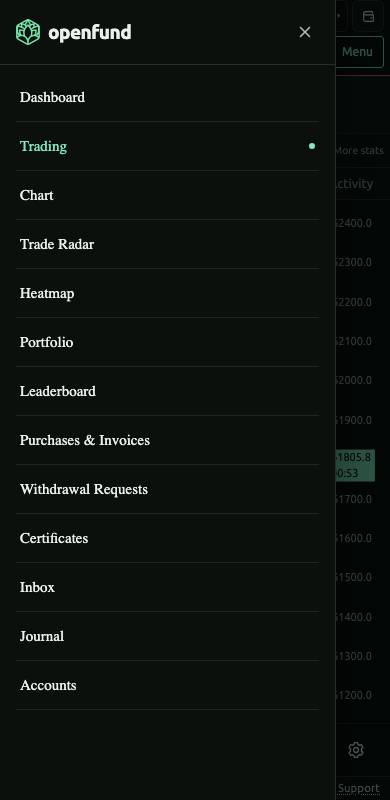 openfund
Menu
Dashboard
Trading
More stats
Chart
Trade Radar
Heatmap
Portfolio
Leaderboard
Purchases & Invoices
Withdrawal Requests
Certificates
Inbox
Journal
Accounts
2400.0
2300.0
2200.0
2100.0
2000.0
1900.0
1805.8
0:53
1700.0
1600.0
1500.0
1400.0
1300.0
1200.0
Support